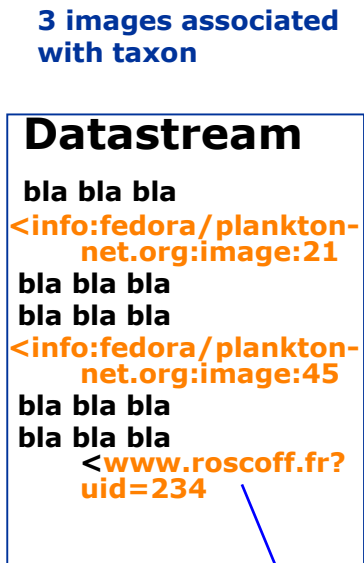 3 images associated
with taxon
Datastream
bla bla bla
<info:fedora/plankton-
net.org:image:21
bla bla bla
bla bla bla
<info:fedora/plankton-
net.org:image:45
bla bla bla
bla bla bla
<www.roscoff.fr?
uid=234